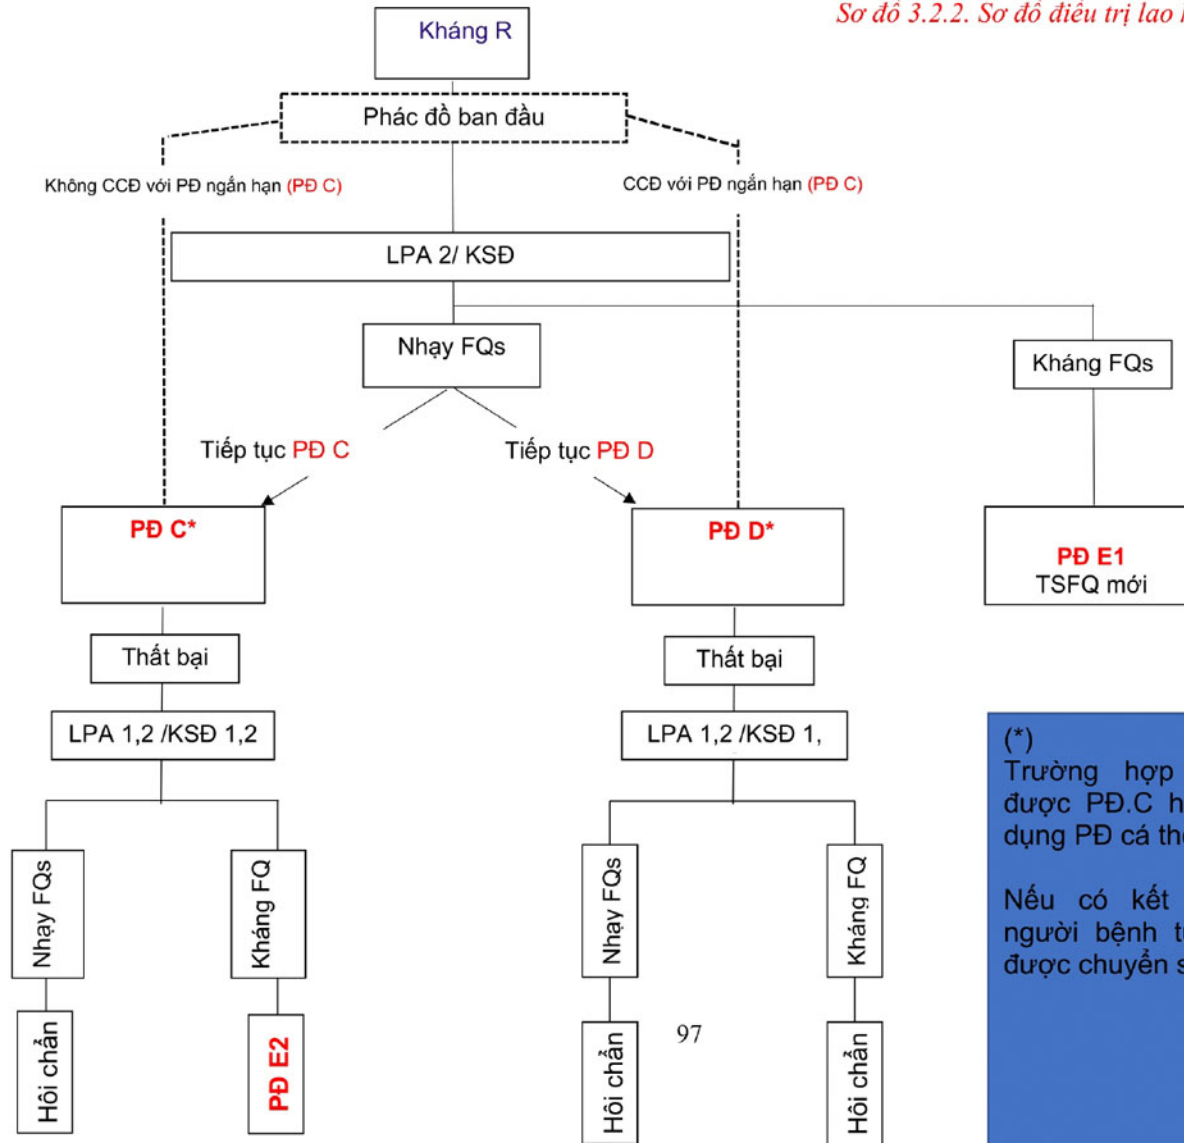 Sơ đồ 3.2.2. Sơ đồ điều trị lao
Kháng R
Phác đồ ban đầu
Không CCĐ với PĐ ngắn hạn (PĐ C)
CCĐ với PĐ ngắn hạn (PĐ C)
LPA 2/ KSĐ
Nhạy FQs
Kháng FQs
Tiếp tục PĐ C
Tiếp tục PĐ D
PĐ C*
PĐ D*
PĐ E1
TSFQ mới
Thất bại
Thất bại
LPA 1,2 /KSĐ 1,2
LPA 1,2 /KSĐ 1,
(*)
Trường hợp
được PĐ.C
dụng PĐ cá
Nếu có kết
người bệnh
được chuyển
Nhạy FQs
Kháng FQ
Nhạy FQs
Kháng FQ
Hôi chẩn
PĐ E2
Hôi chẩn
Hôi chẩn
97